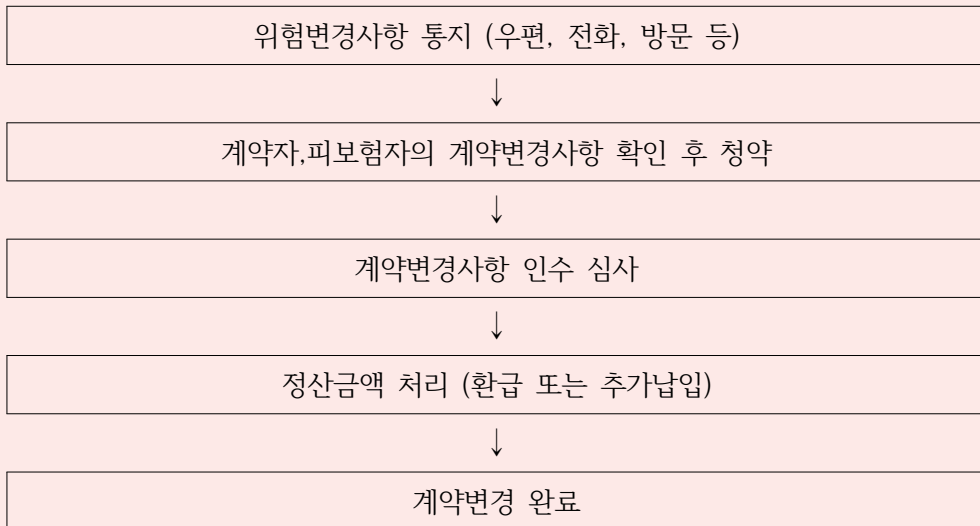 위험변경사항 통지 (우편, 전화, 방문 등)
↓
계약자,피보험자의 계약변경사항 확인 후 청약
↓
계약변경사항 인수 심사
↓
정산금액 처리 (환급 또는 추가납입)
↓
계약변경 완료